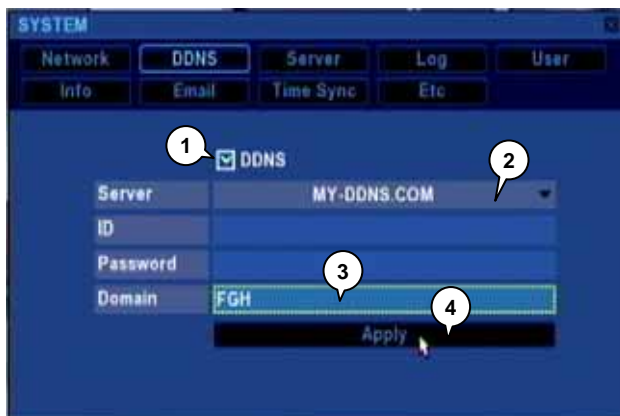 SYSTEM
Network DDNS Server Log User
Info Email Time Sync Etc
1 DDNS 2
Server MY-DDNS.COM
ID
Password
3
Domain FGH
4
Apply